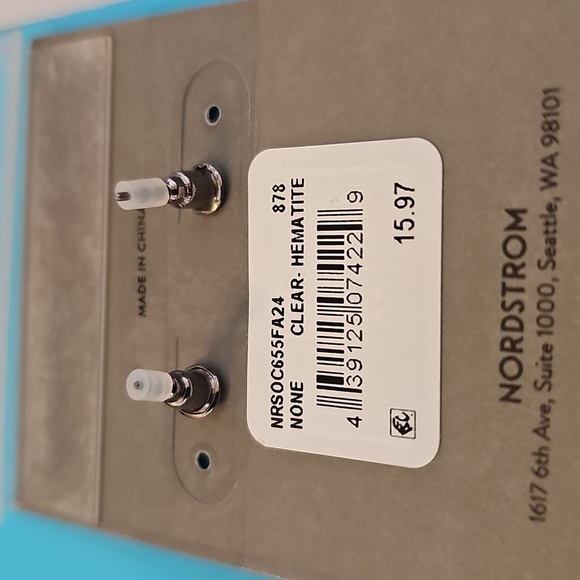 MADE IN CHINA
NRSOC655FA24 878
NONE CLEAR- HEMATITE
4 39125 07422 9
15.97
EC
NORDSTROM
1617 6th Ave, Suite 1000, Seattle, WA 98101